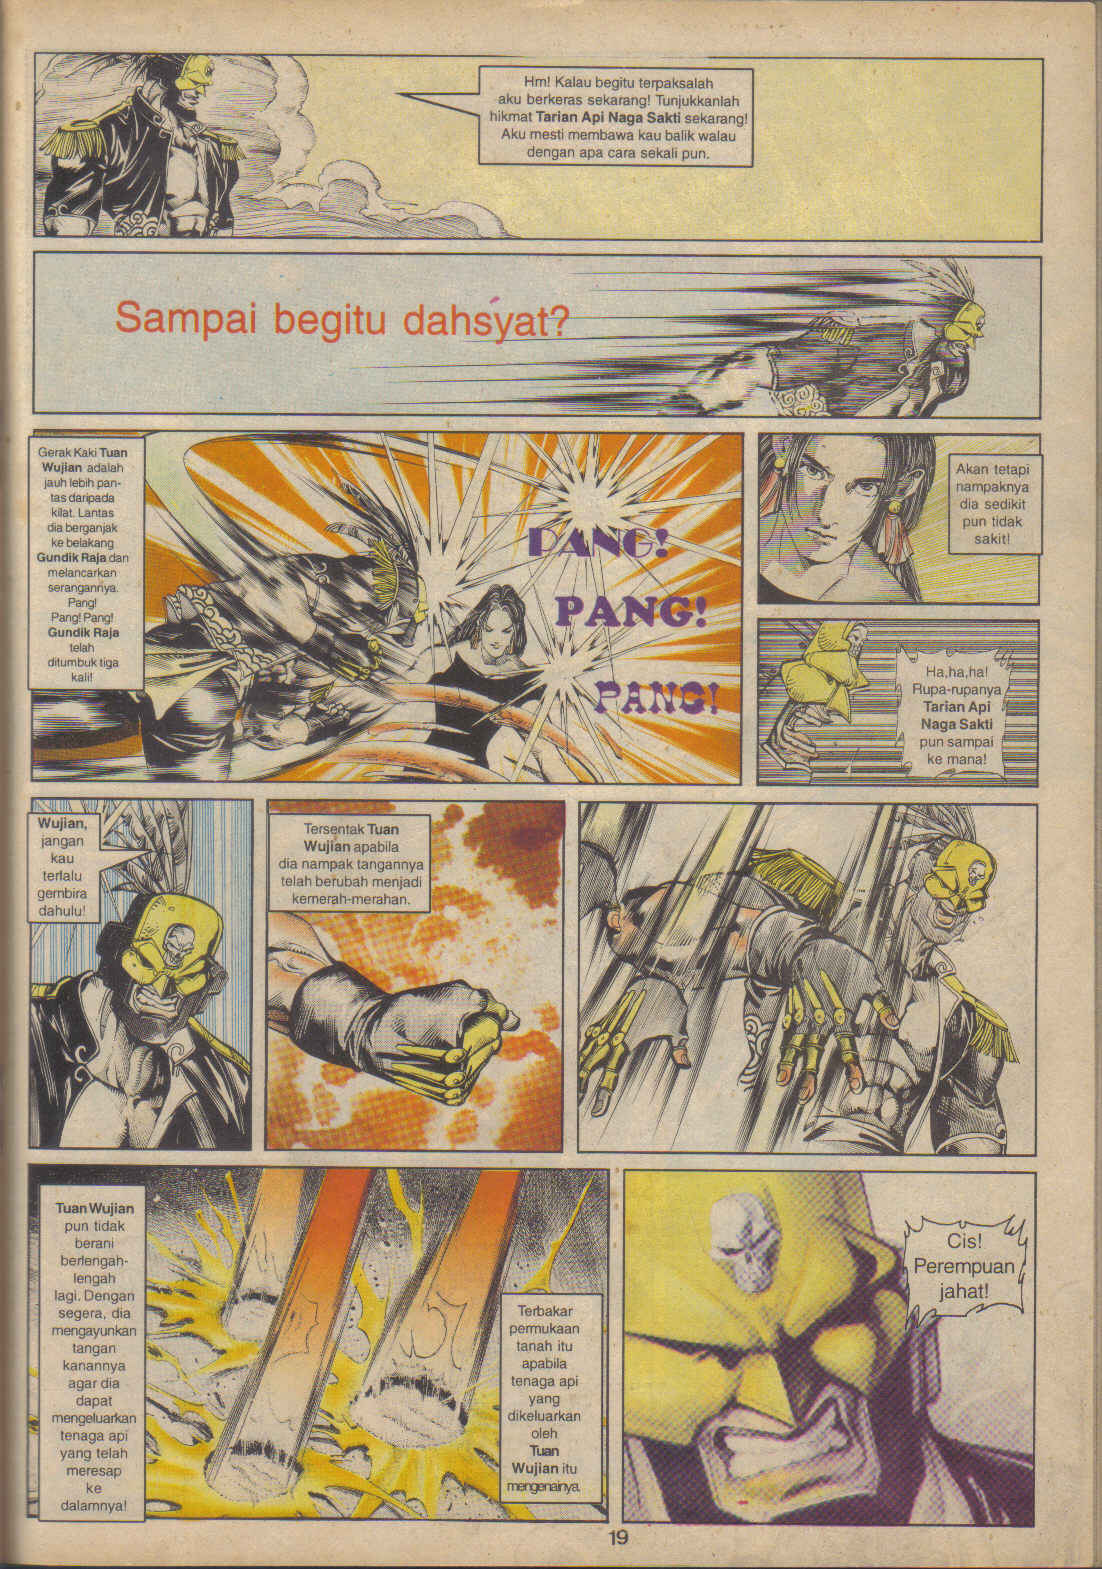 Hm! Kalau begitu terpaksalah
aku berkeras sekarang! Tunjukkanlah
hikmat Tarian Api Naga Sakti sekarang!
Aku mesti membawa kau balik walau
dengan apa cara sekali pun.
Sampai begitu dahsyat?
Gerak Kaki Tuan
Wujian adalah
jauh lebih pan-
tas daripada
kilat. Lantas
dia berganjak
ke belakang
Gundik Raja dan
melancarkan
serangannya.
Pang!
Pang! Pang!
Gundik Raja
telah
ditumbuk tiga
kali!
PANG!
PANG!
PANG!
Akan tetapi
nampaknya
dia sedikit
pun tidak
sakit!
Ha,ha,ha!
Rupa-rupanya
Tarian Api
Naga Sakti
pun sampai
ke mana!
Wujian,
jangan
kau
terlalu
gembira
dahulu!
Tersentak Tuan
Wujian apabila
dia nampak tangannya
telah berubah menjadi
kemerah-merahan.
Tuan Wujian
pun tidak
berani
berlengah-
lengah
lagi. Dengan
segera, dia
mengayunkan
tangan
kanannya
agar dia
dapat
mengeluarkan
tenaga api
yang telah
meresap
ke
dalamnya!
Terbakar
permukaan
tanah itu
apabila
tenaga api
yang
dikeluarkan
oleh
Tuan
Wujian itu
mengenainya.
Cis!
Perempuan
jahat!
19